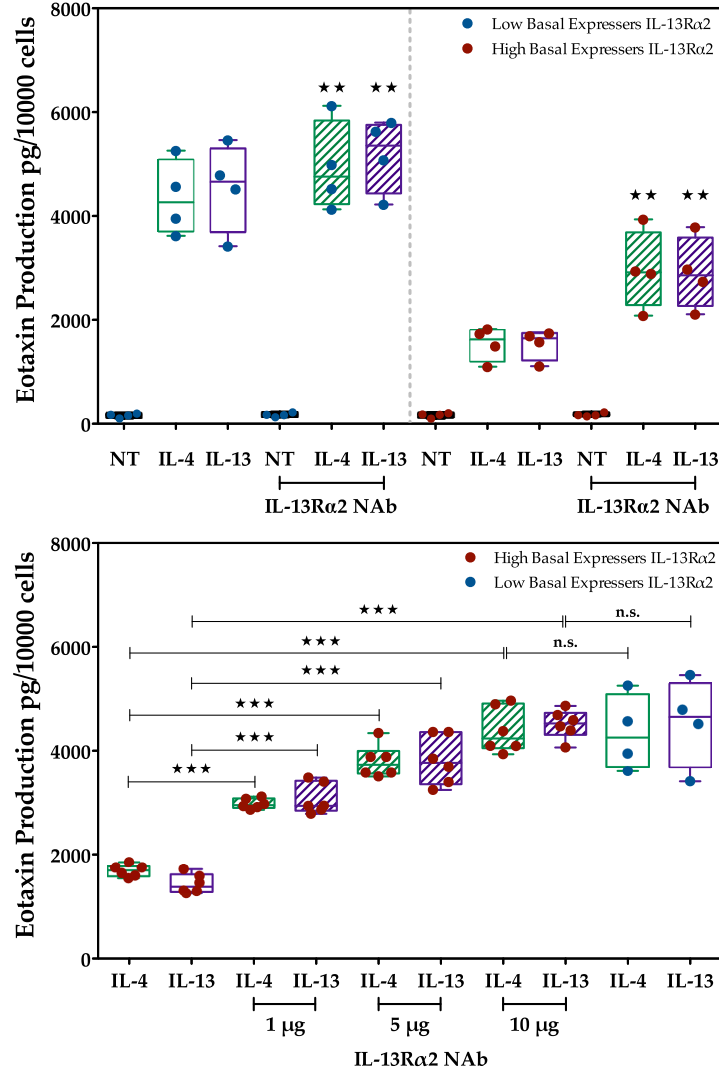 Eotaxin Production pg/10000 cells
8000
6000
4000
2000
0
Low Basal Expressers IL-13Rα2
High Basal Expressers IL-13Rα2
★★ ★★
★★ ★★
NT IL-4 IL-13 NT IL-4 IL-13 NT IL-4 IL-13 NT IL-4 IL-13
IL-13Rα2 NAb IL-13Rα2 NAb
Eotaxin Production pg/10000 cells
8000
6000
4000
2000
0
High Basal Expressers IL-13Rα2
Low Basal Expressers IL-13Rα2
★★★ n.s.
★★★ n.s.
★★★
★★★
★★★
★★★
IL-4 IL-13 IL-4 IL-13 IL-4 IL-13 IL-4 IL-13 IL-4 IL-13
1 µg 5 µg 10 µg
IL-13Rα2 NAb